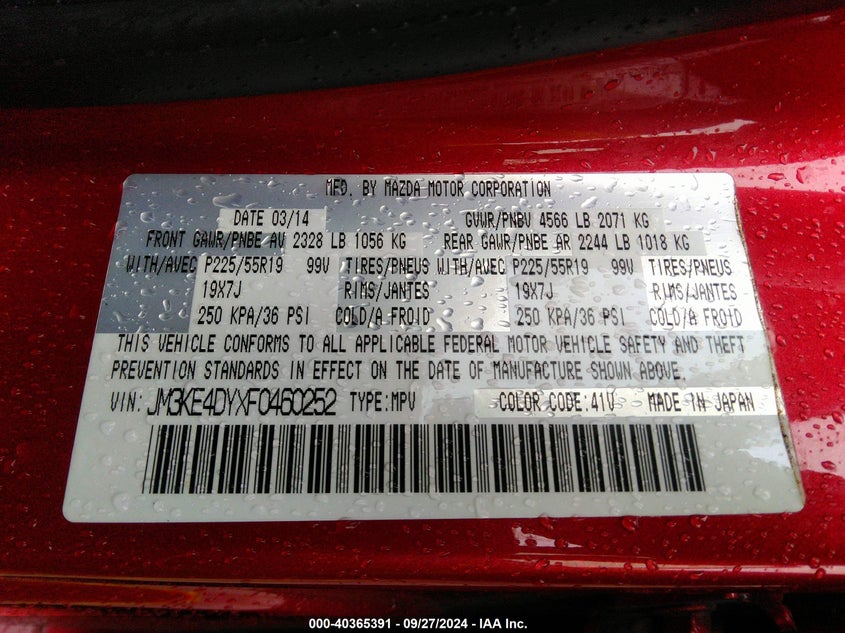 MFD. BY MAZDA MOTOR CORPORATION
DATE 03/14 GVWR/PNBV 4566 LB 2071 KG
FRONT GAWR/PNBE AV 2328 LB 1056 KG REAR GAWR/PNBE AR 2244 LB 1018 KG
WITH/AVEC P225/55R19 99V TIRES/PNEUS WITH/AVEC P225/55R19 99V TIRES/PNEUS
19X7J RIMS/JANTES 19X7J RIMS/JANTES
250 KPA/36 PSI COLD/A FROID 250 KPA/36 PSI COLD/A FROID
THIS VEHICLE CONFORMS TO ALL APPLICABLE FEDERAL MOTOR VEHICLE SAFETY AND THEFT
PREVENTION STANDARDS IN EFFECT ON THE DATE OF MANUFACTURE SHOWN ABOVE.
VIN: JM3KE4DYXF0460252 TYPE:MPV COLOR CODE:41V MADE IN JAPAN
000-40365391 - 09/27/2024 - IAA Inc.